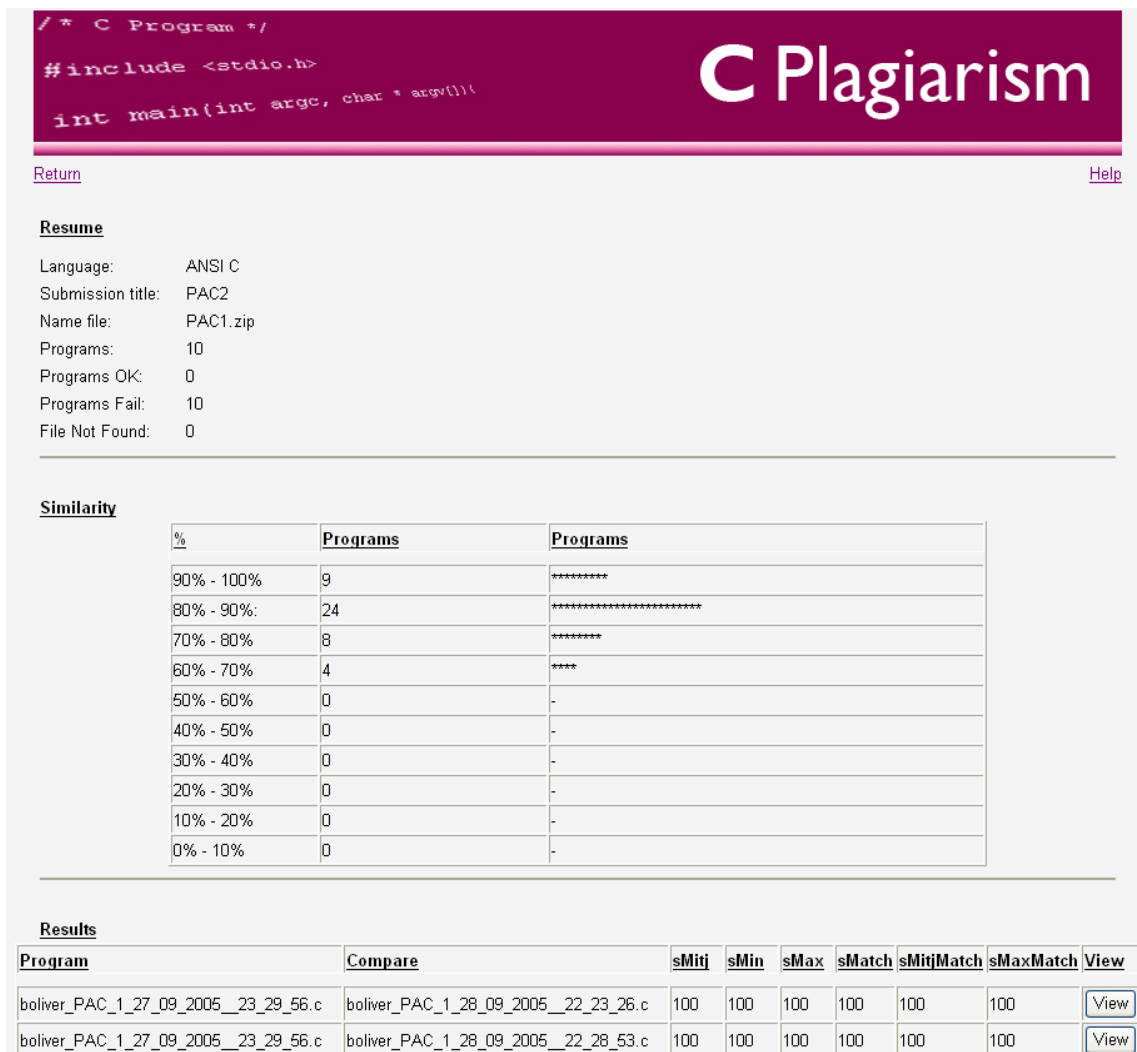 /* C Program */
#include <stdio.h>
int main(int argc, char * argv[]){
C Plagiarism
Return Help
Resume
Language: ANSI C
Submission title: PAC2
Name file: PAC1.zip
Programs: 10
Programs OK: 0
Programs Fail: 10
File Not Found: 0
Similarity
% Programs Programs
90% - 100% 9 *********
80% - 90%: 24 ************************
70% - 80% 8 ********
60% - 70% 4 ****
50% - 60% 0 -
40% - 50% 0 -
30% - 40% 0 -
20% - 30% 0 -
10% - 20% 0 -
0% - 10% 0 -
Results
Program Compare sMitj sMin sMax sMatch sMitjMatch sMaxMatch View
boliver_PAC_1_27_09_2005__23_29_56.c boliver_PAC_1_28_09_2005__22_23_26.c 100 100 100 100 100 100 View
boliver_PAC_1_27_09_2005__23_29_56.c boliver_PAC_1_28_09_2005__22_28_53.c 100 100 100 100 100 100 View